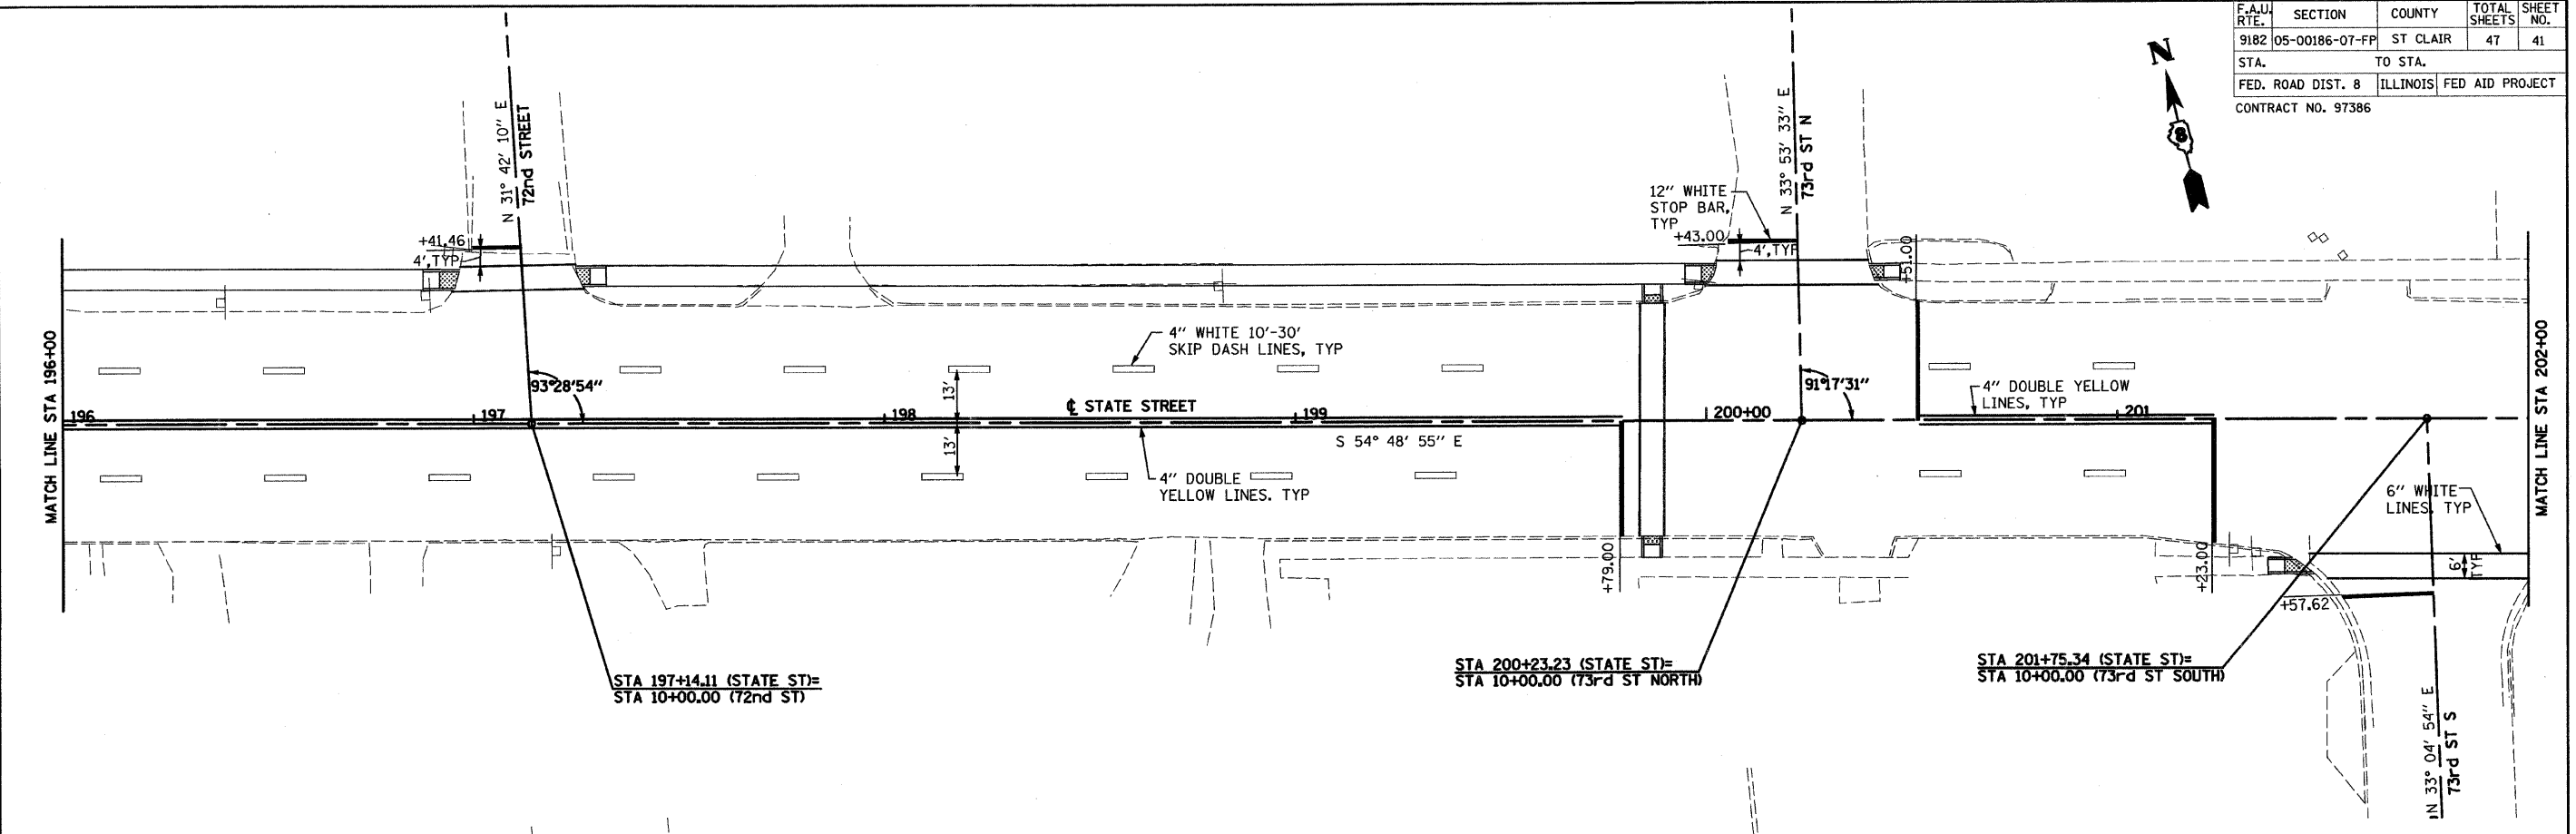 F.A.U. RTE. SECTION COUNTY TOTAL SHEETS SHEET NO.
9182 05-00186-07-FP ST CLAIR 47 41
STA. TO STA.
FED. ROAD DIST. 8 ILLINOIS FED AID PROJECT
CONTRACT NO. 97386
N
8
N 31° 42' 10" E
72nd STREET
N 33° 53' 33" E
73rd ST N
12" WHITE
STOP BAR,
TYP
+41.46
4', TYP
+43.00
4', TYP
+51.00
MATCH LINE STA 196+00
4" WHITE 10'-30'
SKIP DASH LINES, TYP
93°28'54"
13'
91°17'31"
4" DOUBLE YELLOW
LINES, TYP
196
197
198
℄ STATE STREET
199
200+00
201
MATCH LINE STA 202+00
13'
S 54° 48' 55" E
4" DOUBLE
YELLOW LINES. TYP
6" WHITE
LINES, TYP
+79.00
+23.00
6'
TYP
+57.62
STA 197+14.11 (STATE ST)=
STA 10+00.00 (72nd ST)
STA 200+23.23 (STATE ST)=
STA 10+00.00 (73rd ST NORTH)
STA 201+75.34 (STATE ST)=
STA 10+00.00 (73rd ST SOUTH)
N 33° 04' 54" E
73rd ST S